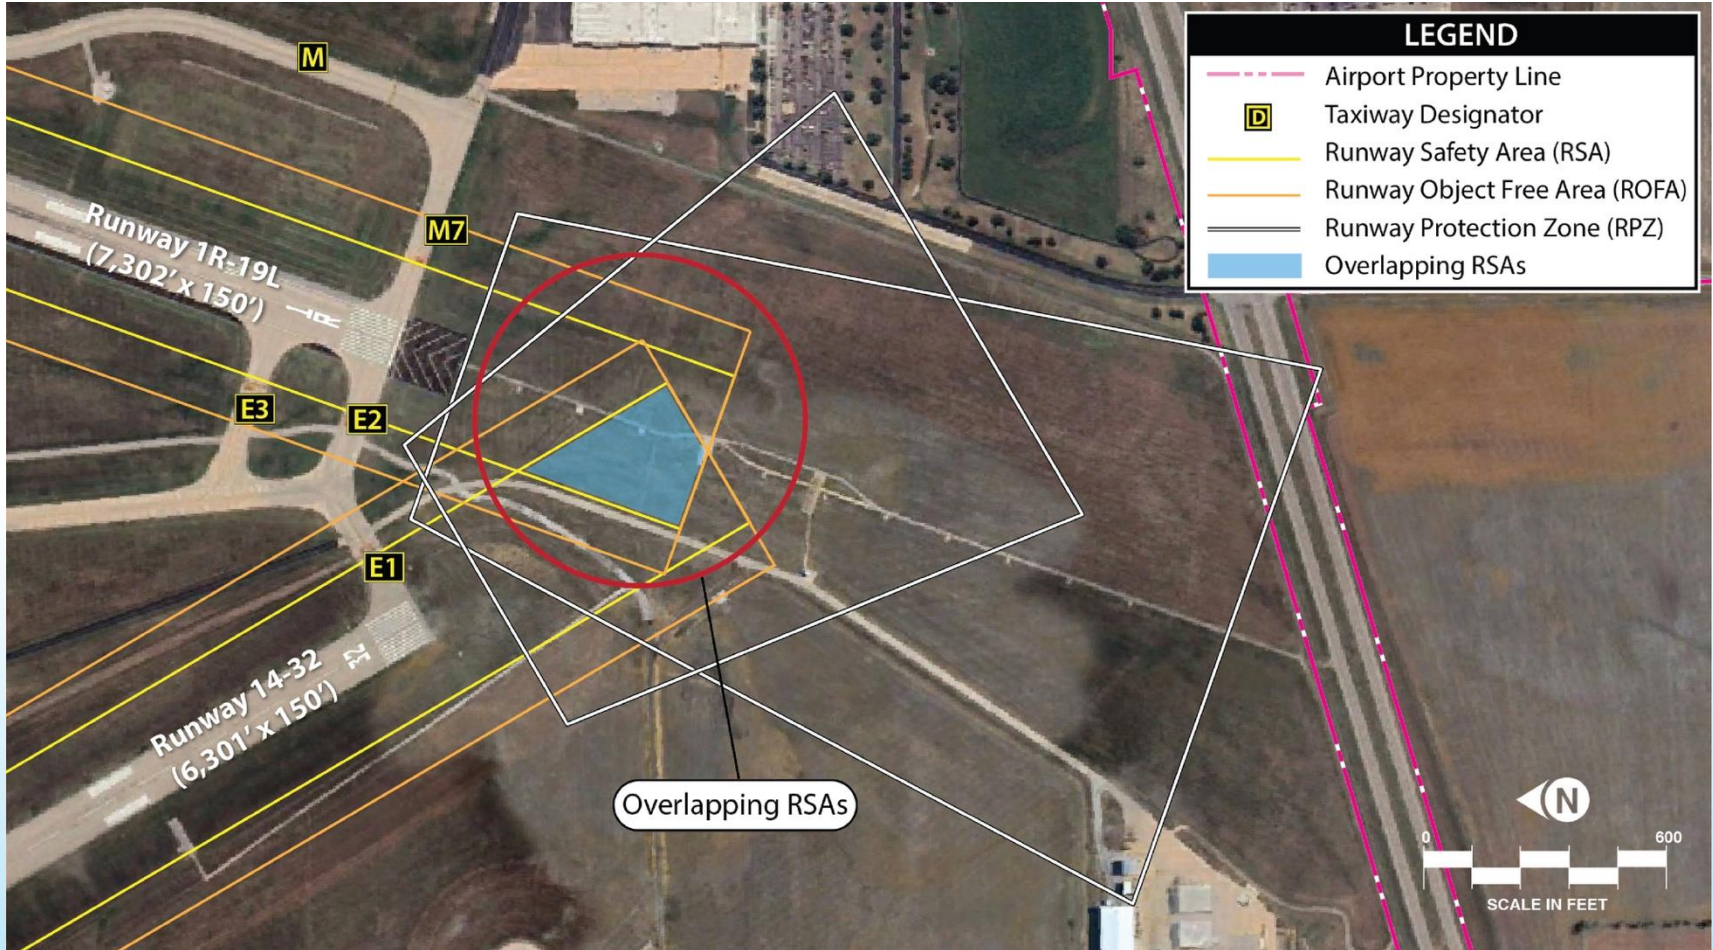 M
LEGEND
Airport Property Line
D
Taxiway Designator
Runway Safety Area (RSA)
Runway Object Free Area (ROFA)
Runway Protection Zone (RPZ)
Overlapping RSAs
M7
Runway 1R-19L
(7,302’ x 150’)
1R
E3
E2
E1
Runway 14-32
(6,301’ x 150’)
32
Overlapping RSAs
N
0
600
SCALE IN FEET